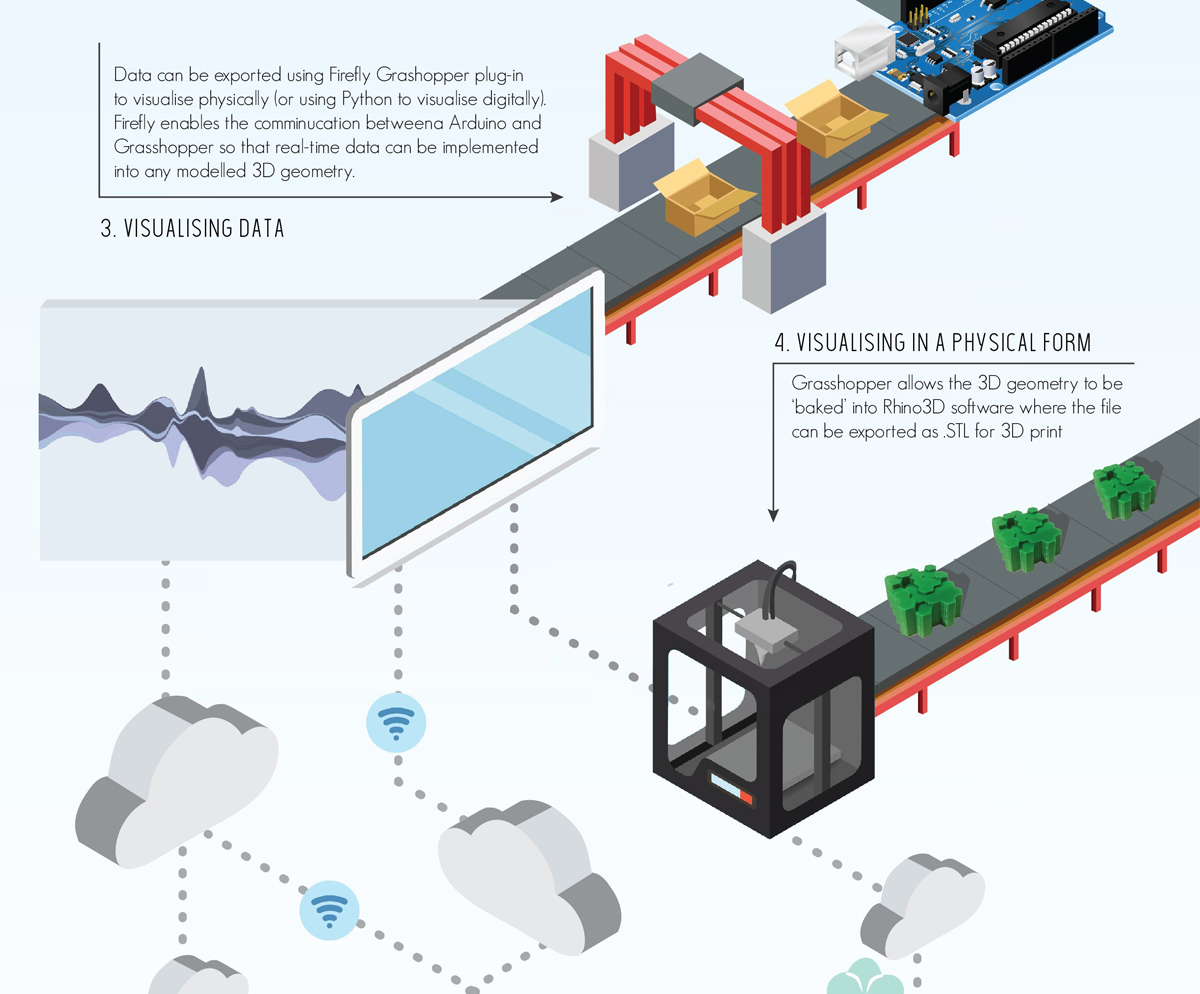 Data can be exported using Firefly Grashopper plug-in
to visualise physically (or using Python to visualise digitally).
Firefly enables the comminucation betweena Arduino and
Grasshopper so that real-time data can be implemented
into any modelled 3D geometry.
3. VISUALISING DATA
4. VISUALISING IN A PHYSICAL FORM
Grasshopper allows the 3D geometry to be
‘baked’ into Rhino3D software where the file
can be exported as .STL for 3D print